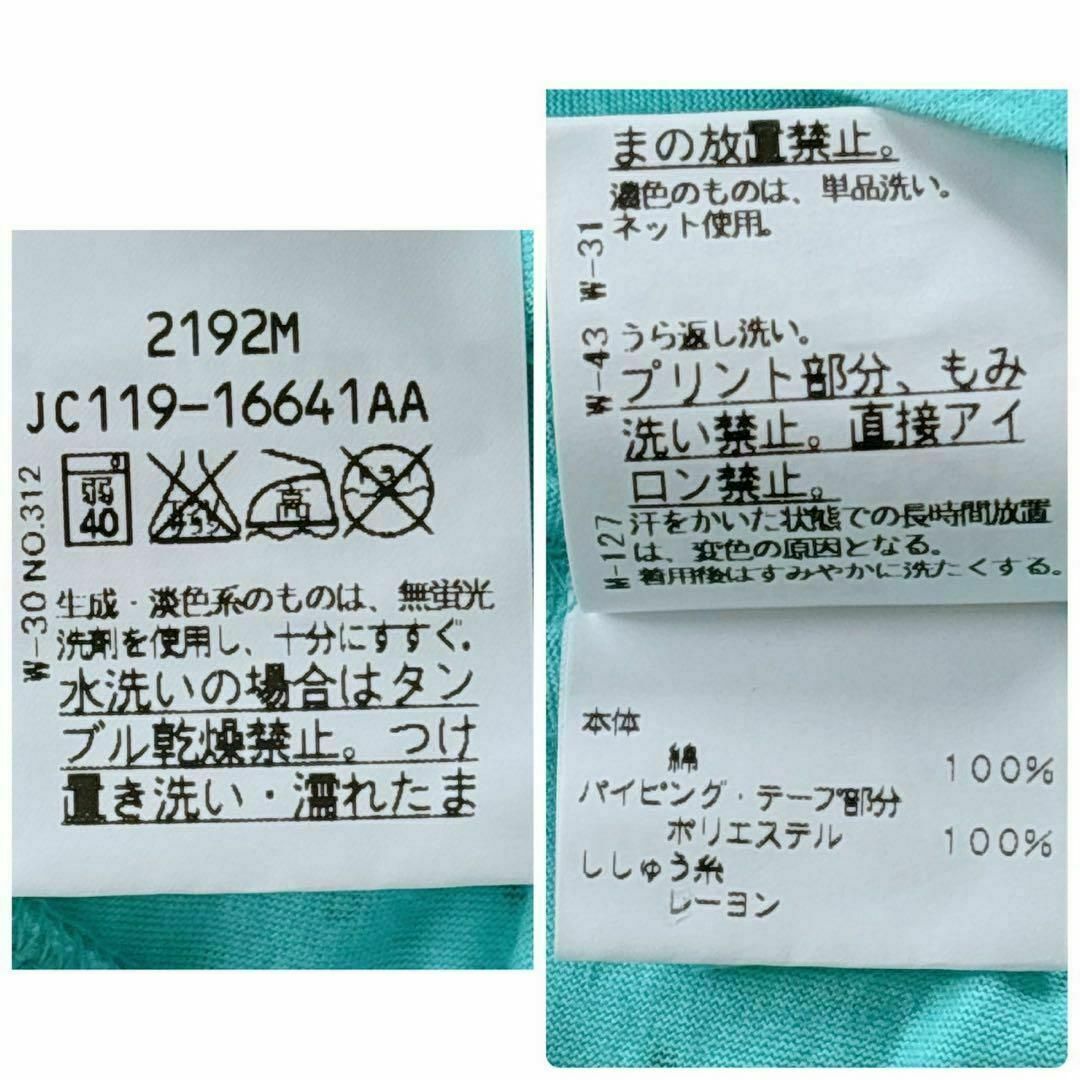 2192M
JC119-16641AA
弱
40
エンソサラシ
高
ドライ
W-30 NO.312
生成・淡色系のものは、無蛍光
洗剤を使用し、十分にすすぐ。
水洗いの場合はタン
ブル乾燥禁止。つけ
置き洗い・濡れたま
まの放置禁止。
濃色のものは、単品洗い。
ネット使用。
W-31
W-43
うら返し洗い。
プリント部分、もみ
洗い禁止。直接アイ
ロン禁止。
W-127
汗をかいた状態での長時間放置
は、変色の原因となる。
着用後はすみやかに洗たくする。
本体
綿 100%
パイピング・テープ部分
ポリエステル 100%
ししゅう糸
レーヨン